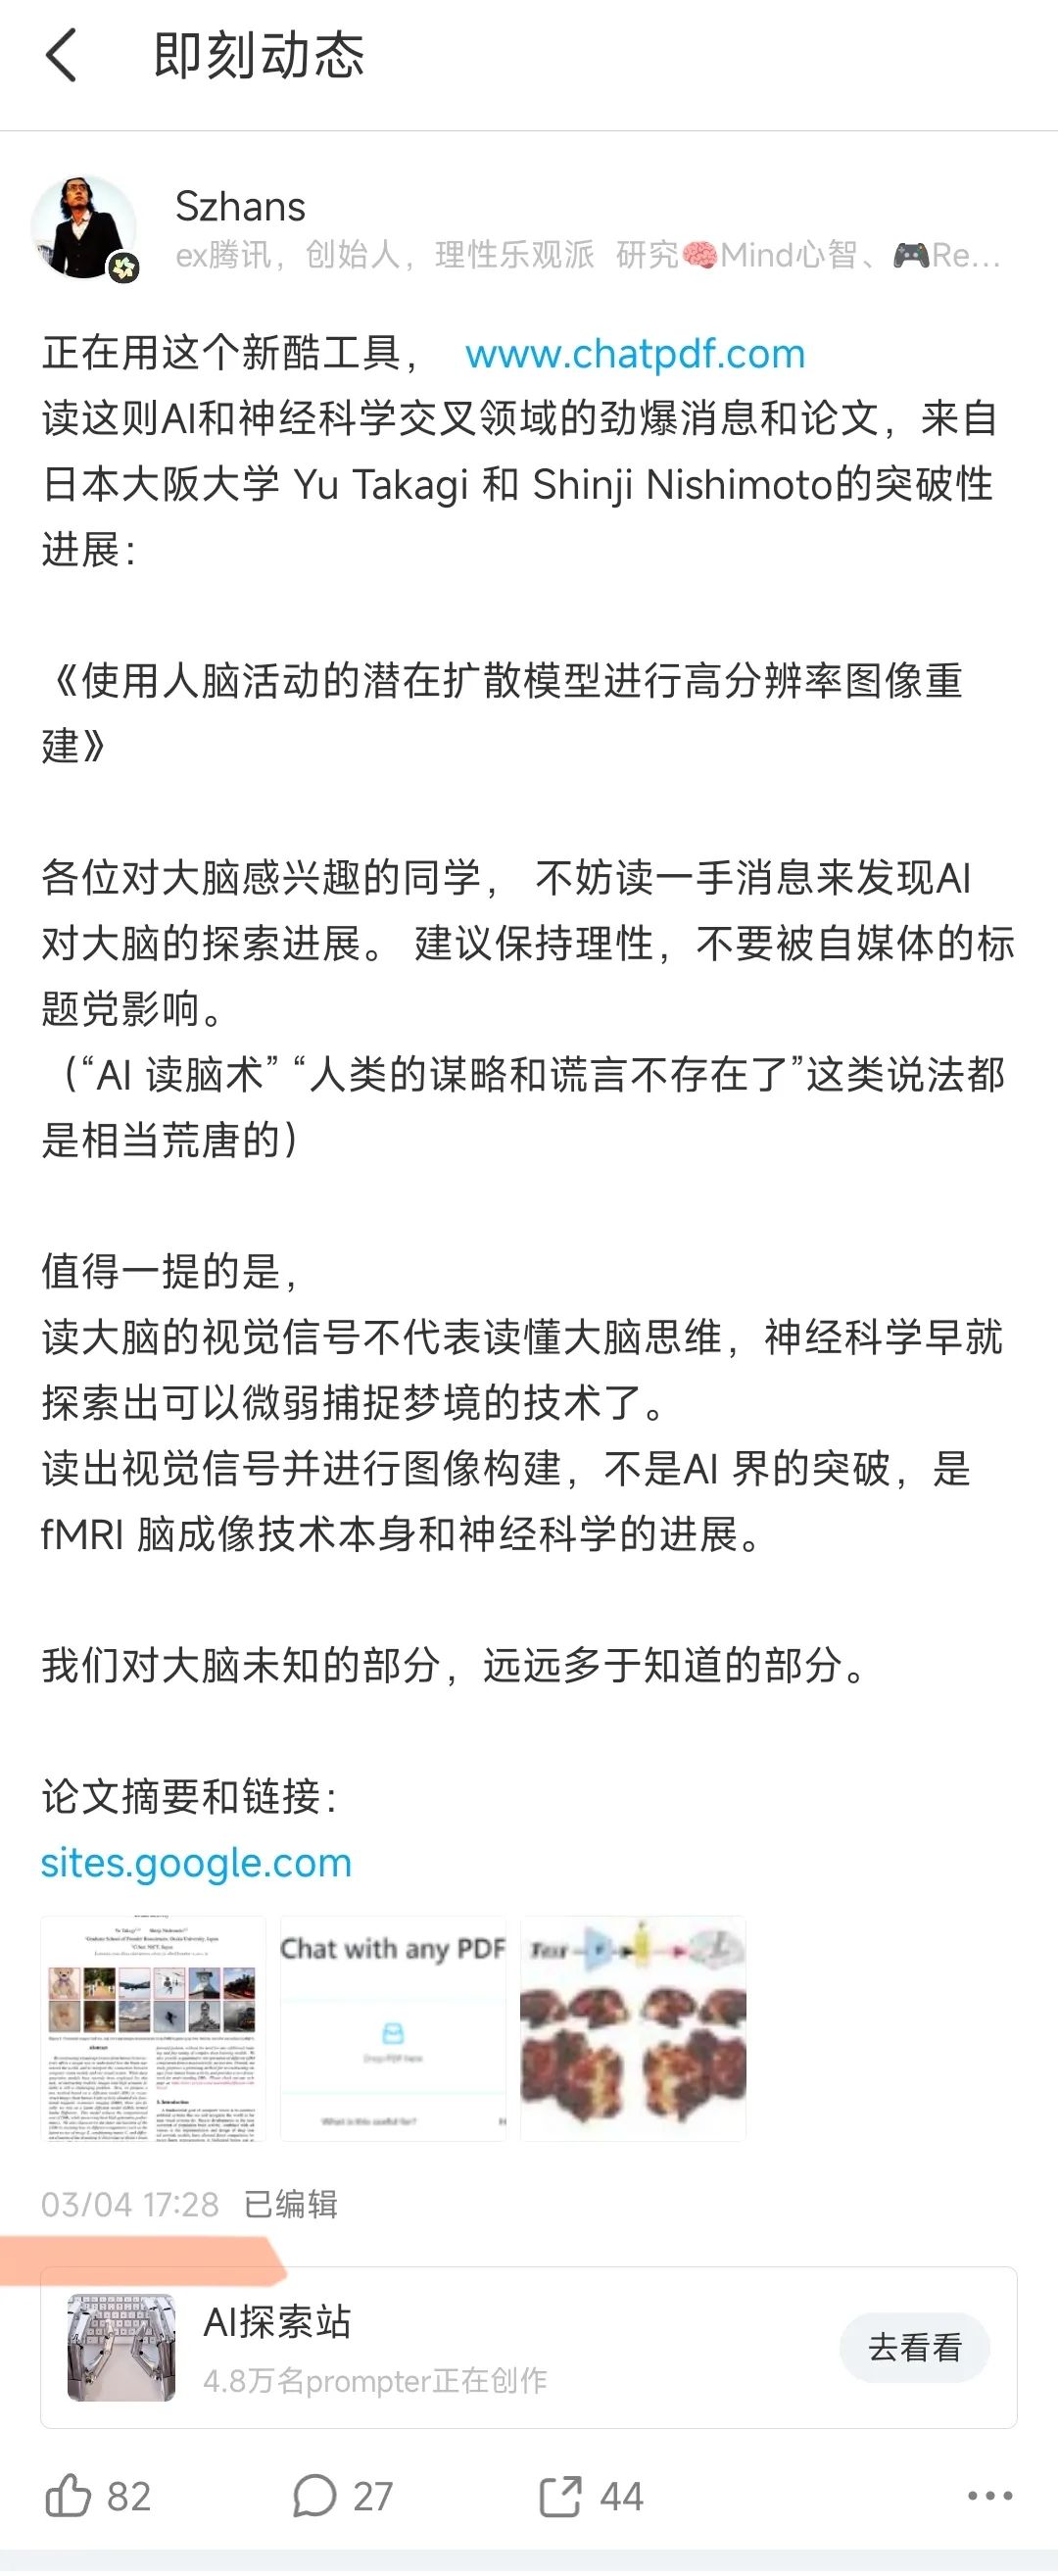 即刻动态
Szhans
ex腾讯，创始人，理性乐观派 研究🧠Mind心智、🎮Re...
正在用这个新酷工具， www.chatpdf.com
读这则AI和神经科学交叉领域的劲爆消息和论文，来自
日本大阪大学 Yu Takagi 和 Shinji Nishimoto的突破性
进展：
《使用人脑活动的潜在扩散模型进行高分辨率图像重
建》
各位对大脑感兴趣的同学， 不妨读一手消息来发现AI
对大脑的探索进展。 建议保持理性，不要被自媒体的标
题党影响。
（“AI 读脑术” “人类的谋略和谎言不存在了”这类说法都
是相当荒唐的）
值得一提的是，
读大脑的视觉信号不代表读懂大脑思维，神经科学早就
探索出可以微弱捕捉梦境的技术了。
读出视觉信号并进行图像构建，不是AI 界的突破，是
fMRI 脑成像技术本身和神经科学的进展。
我们对大脑未知的部分，远远多于知道的部分。
论文摘要和链接：
sites.google.com
Chat with any PDF
Drop PDF here
What is this useful for?
03/04 17:28 已编辑
AI探索站
4.8万名prompter正在创作
去看看
82
27
44